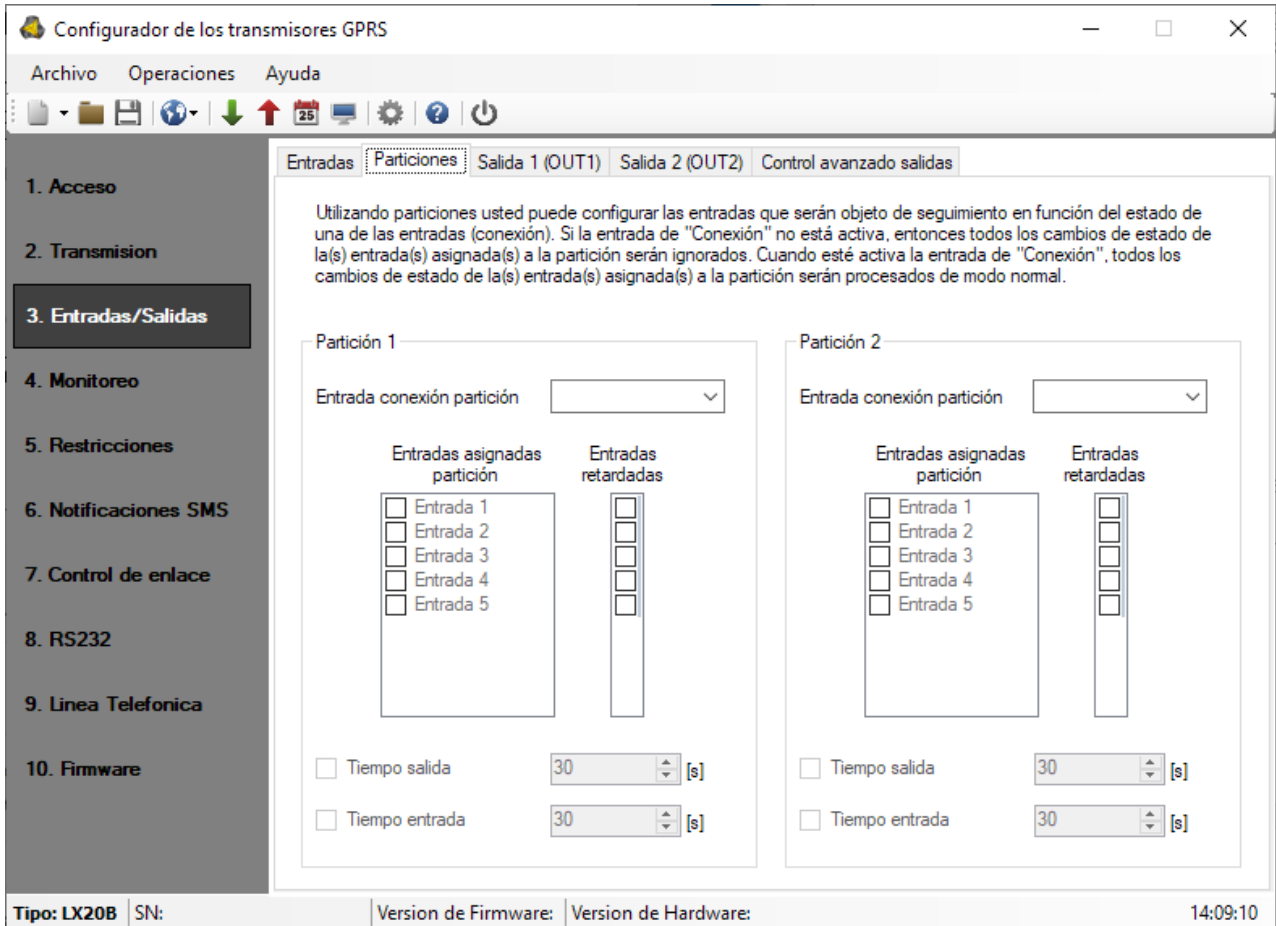 Configurador de los transmisores GPRS
Archivo Operaciones Ayuda
25
1. Acceso
2. Transmision
3. Entradas/Salidas
4. Monitoreo
5. Restricciones
6. Notificaciones SMS
7. Control de enlace
8. RS232
9. Linea Telefonica
10. Firmware
Entradas Particiones Salida 1 (OUT1) Salida 2 (OUT2) Control avanzado salidas
Utilizando particiones usted puede configurar las entradas que serán objeto de seguimiento en función del estado de
una de las entradas (conexión). Si la entrada de "Conexión" no está activa, entonces todos los cambios de estado de
la(s) entrada(s) asignada(s) a la partición serán ignorados. Cuando esté activa la entrada de "Conexión", todos los
cambios de estado de la(s) entrada(s) asignada(s) a la partición serán procesados de modo normal.
Partición 1
Entrada conexión partición
Entradas asignadas
partición
Entradas
retardadas
Entrada 1
Entrada 2
Entrada 3
Entrada 4
Entrada 5
Tiempo salida 30 [s]
Tiempo entrada 30 [s]
Partición 2
Entrada conexión partición
Entradas asignadas
partición
Entradas
retardadas
Entrada 1
Entrada 2
Entrada 3
Entrada 4
Entrada 5
Tiempo salida 30 [s]
Tiempo entrada 30 [s]
Tipo: LX20B SN: Version de Firmware: Version de Hardware: 14:09:10